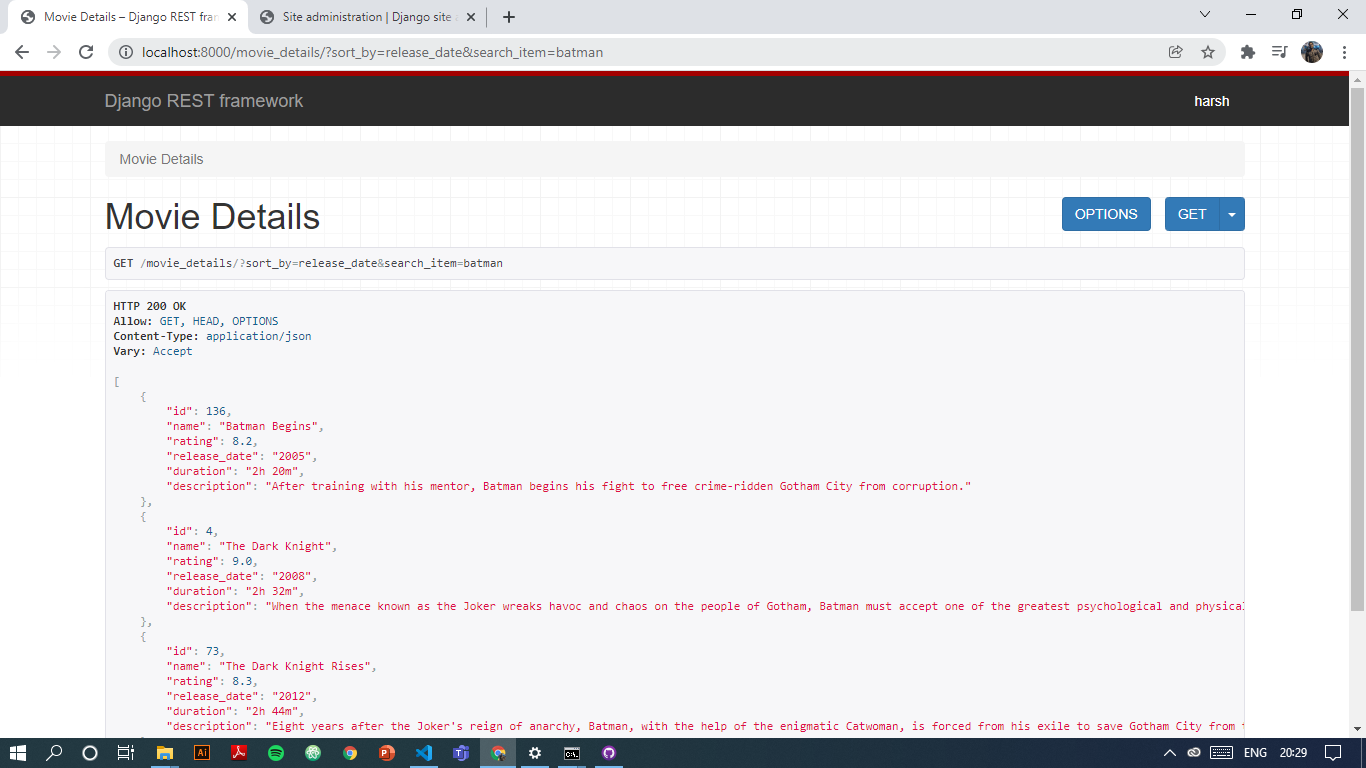 Movie Details – Django REST fran
Site administration | Django site
localhost:8000/movie_details/?sort_by=release_date&search_item=batman
Django REST framework
harsh
Movie Details
Movie Details
OPTIONS
GET
GET /movie_details/?sort_by=release_date&search_item=batman
HTTP 200 OK
Allow: GET, HEAD, OPTIONS
Content-Type: application/json
Vary: Accept
[
{
"id": 136,
"name": "Batman Begins",
"rating": 8.2,
"release_date": "2005",
"duration": "2h 20m",
"description": "After training with his mentor, Batman begins his fight to free crime-ridden Gotham City from corruption."
},
{
"id": 4,
"name": "The Dark Knight",
"rating": 9.0,
"release_date": "2008",
"duration": "2h 32m",
"description": "When the menace known as the Joker wreaks havoc and chaos on the people of Gotham, Batman must accept one of the greatest psychological and physical
},
{
"id": 73,
"name": "The Dark Knight Rises",
"rating": 8.3,
"release_date": "2012",
"duration": "2h 44m",
"description": "Eight years after the Joker's reign of anarchy, Batman, with the help of the enigmatic Catwoman, is forced from his exile to save Gotham City from
Ai
ENG
20:29